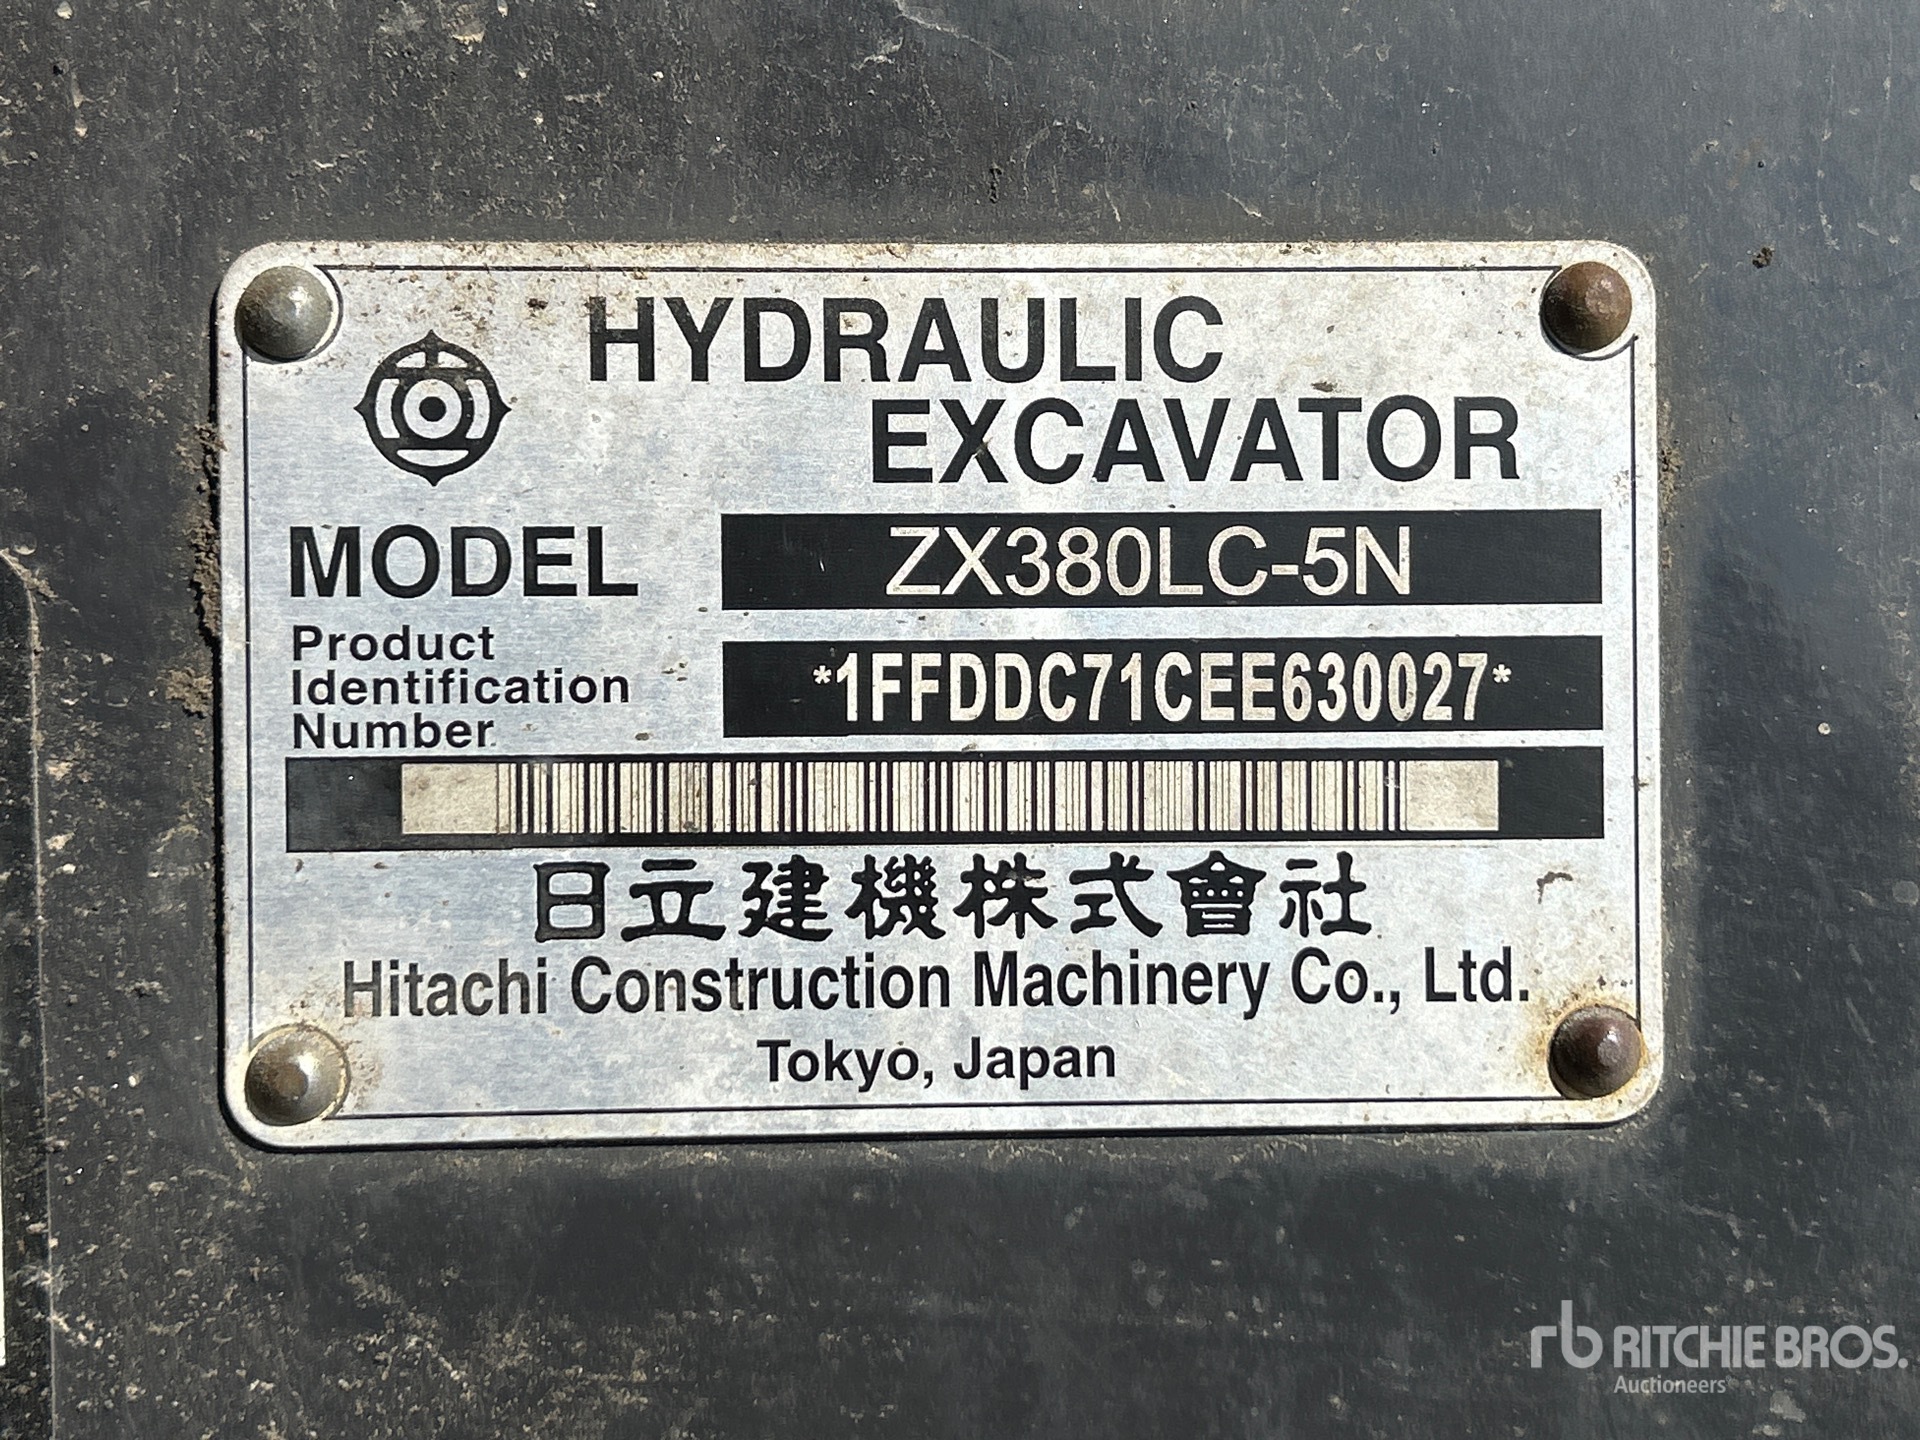 HYDRAULIC
EXCAVATOR
MODEL ZX380LC-5N
Product
Identification
Number
*1FFDDC71CEE630027*
日立建機株式會社
Hitachi Construction Machinery Co., Ltd.
Tokyo, Japan
rb RITCHIE BROS.
Auctioneers